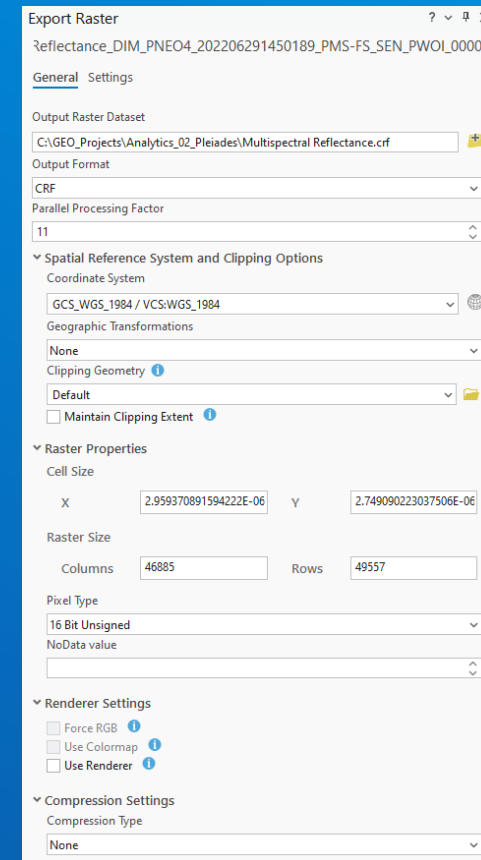 Export Raster
Reflectance_DIM_PNEO4_202206291450189_PMS-FS_SEN_PWOI_0000
General Settings
Output Raster Dataset
C:\GEO_Projects\Analytics_02_Pleiades\Multispectral Reflectance.crf
Output Format
CRF
Parallel Processing Factor
11
Spatial Reference System and Clipping Options
Coordinate System
GCS_WGS_1984 / VCS:WGS_1984
Geographic Transformations
None
Clipping Geometry
Default
Maintain Clipping Extent
Raster Properties
Cell Size
X 2.959370891594222E-06 Y 2.749090223037506E-06
Raster Size
Columns 46885 Rows 49557
Pixel Type
16 Bit Unsigned
NoData value
Renderer Settings
Force RGB
Use Colormap
Use Renderer
Compression Settings
Compression Type
None